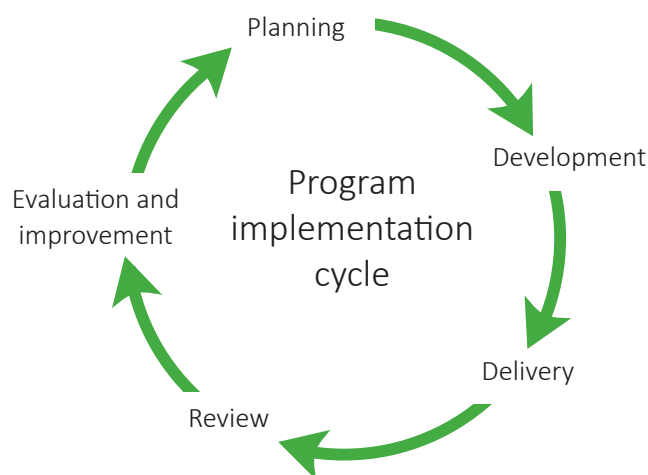 Planning
Development
Program
implementation
cycle
Evaluation and
improvement
Delivery
Review